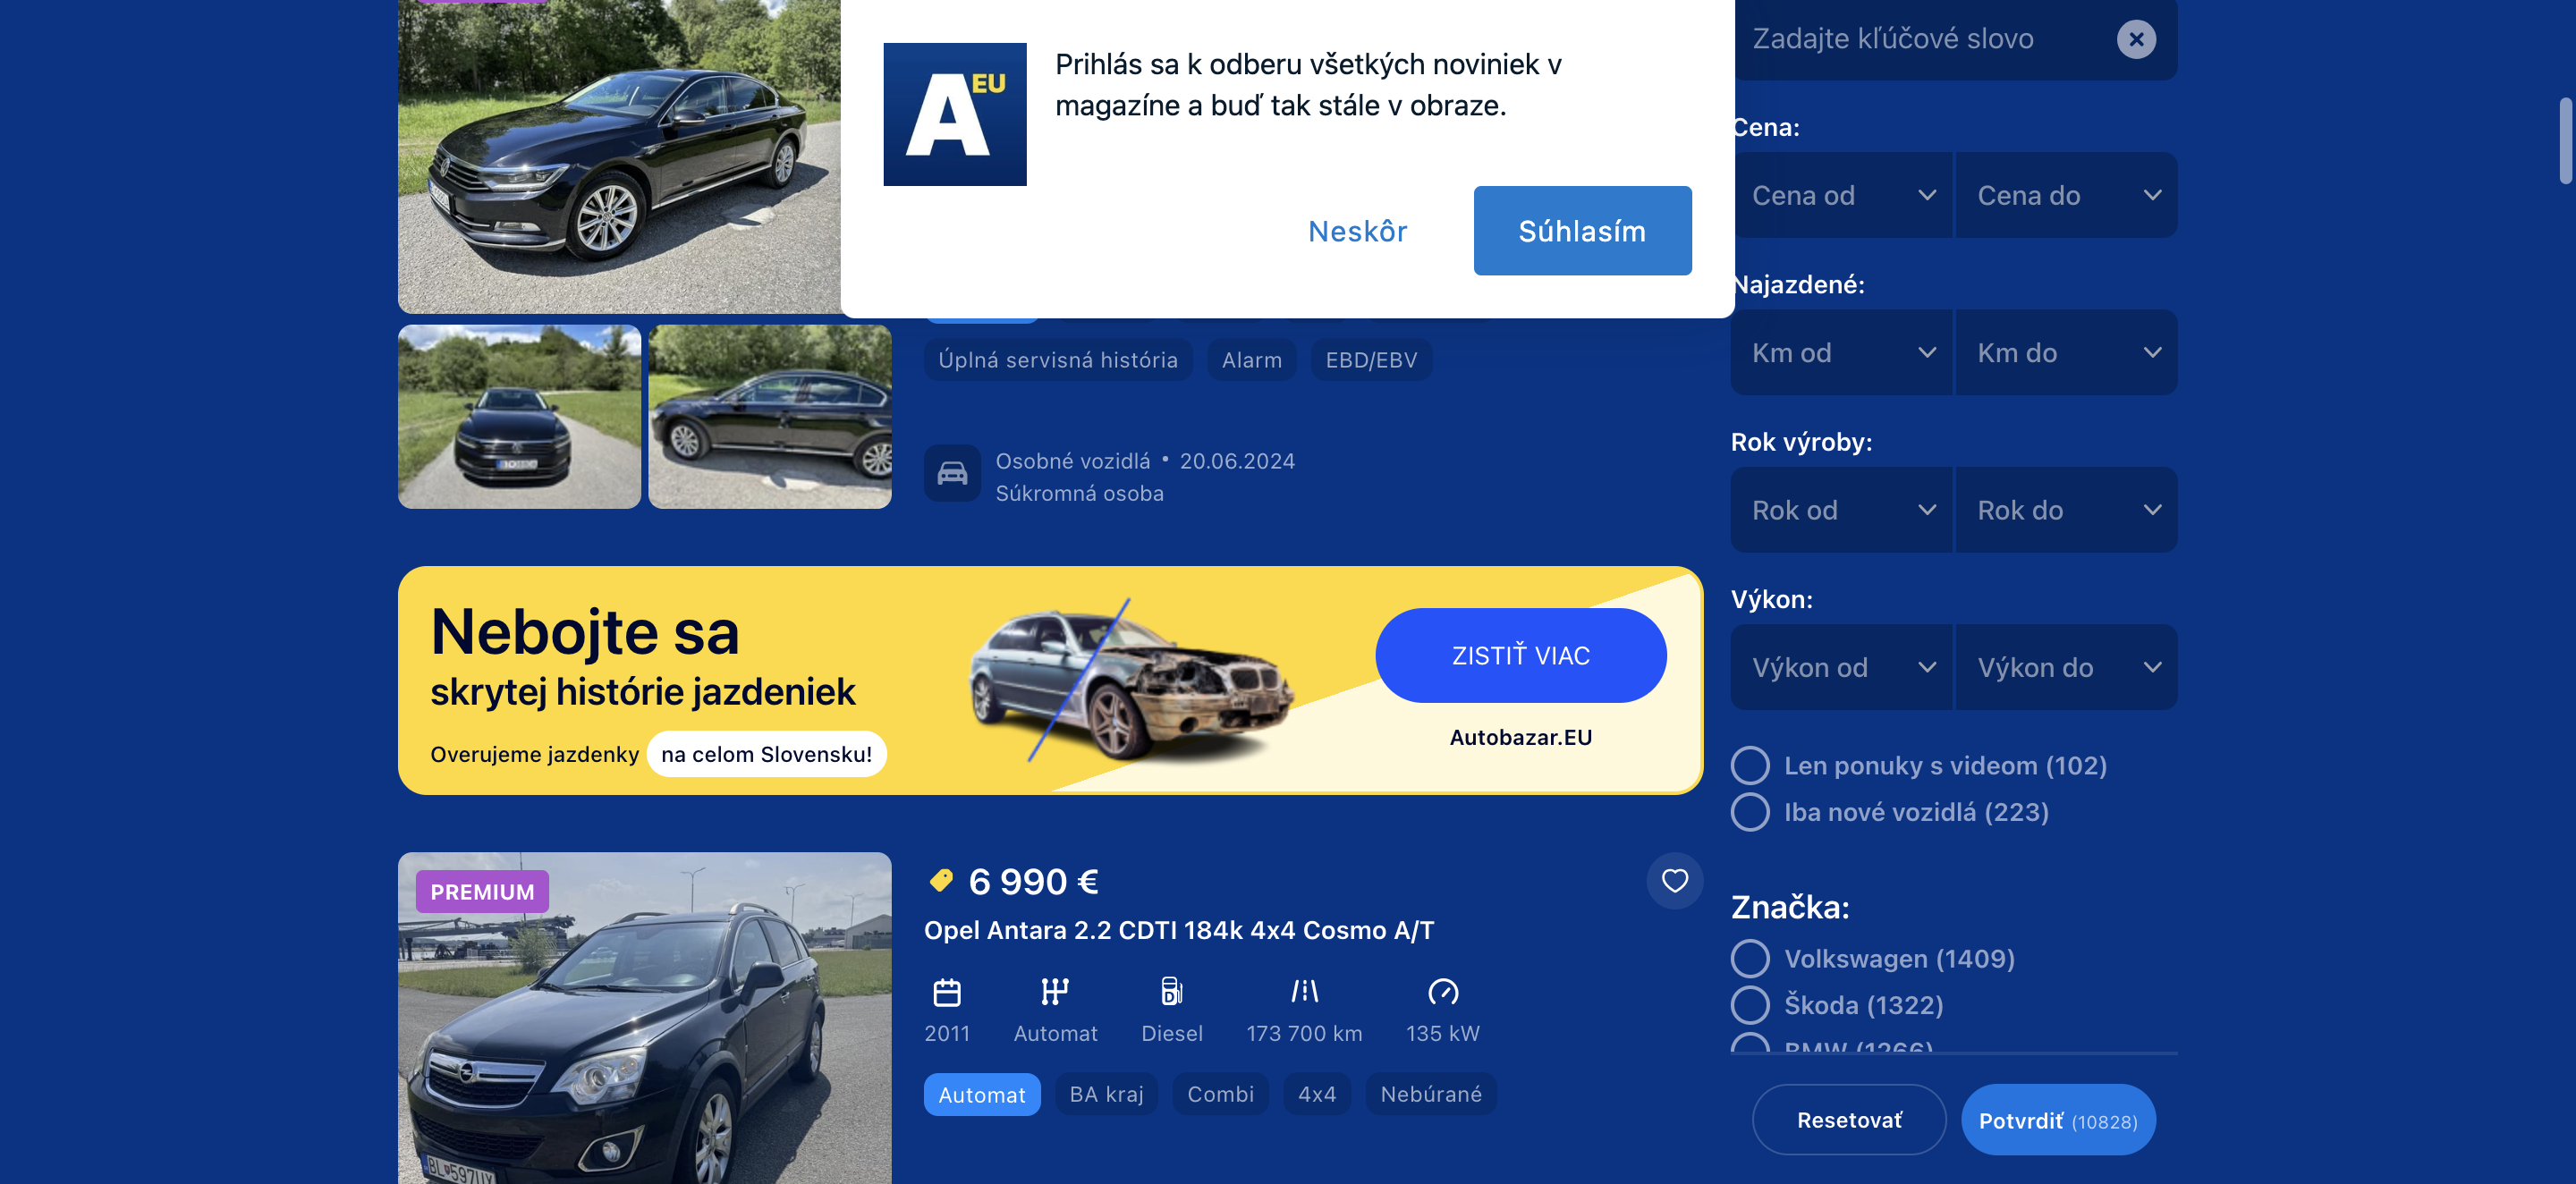 A EU
Prihlás sa k odberu všetkých noviniek v
magazíne a buď tak stále v obraze.
Neskôr
Súhlasím
Úplná servisná história
Alarm
EBD/EBV
Osobné vozidlá • 20.06.2024
Súkromná osoba
Nebojte sa
skrytej histórie jazdeniek
Overujeme jazdenky na celom Slovensku!
ZISTIŤ VIAC
Autobazar.EU
PREMIUM
6 990 €
Opel Antara 2.2 CDTI 184k 4x4 Cosmo A/T
2011
Automat
Diesel
173 700 km
135 kW
Automat
BA kraj
Combi
4x4
Nebúrané
Zadajte kľúčové slovo
Cena:
Cena od
Cena do
Najazdené:
Km od
Km do
Rok výroby:
Rok od
Rok do
Výkon:
Výkon od
Výkon do
Len ponuky s videom (102)
Iba nové vozidlá (223)
Značka:
Volkswagen (1409)
Škoda (1322)
BMW (1266)
Resetovať
Potvrdiť (10828)